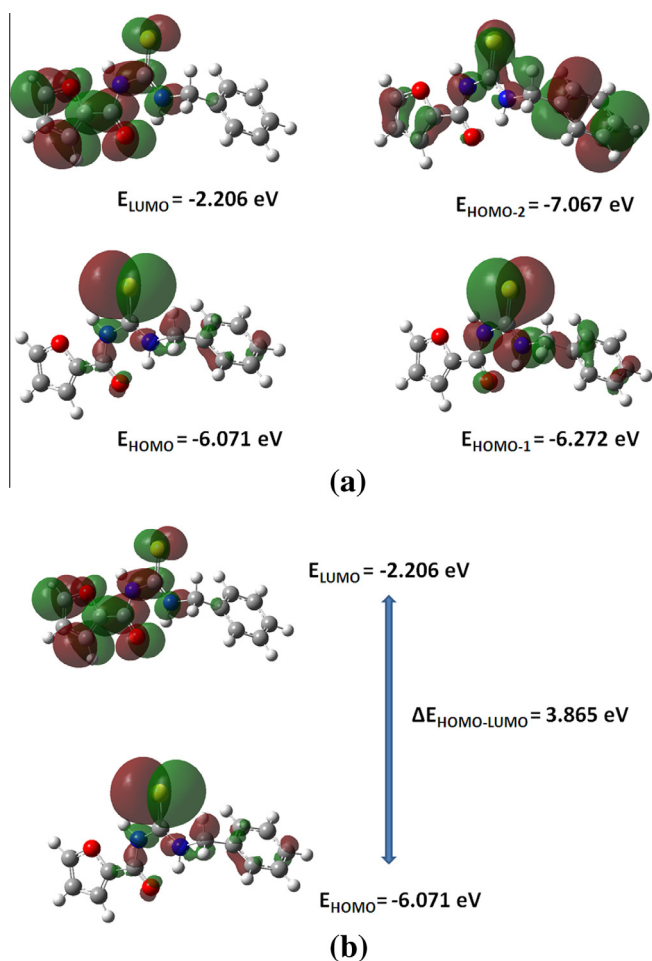 E_LUMO = -2.206 eV
E_HOMO-2 = -7.067 eV
E_HOMO = -6.071 eV
E_HOMO-1 = -6.272 eV
(a)
E_LUMO = -2.206 eV
ΔE_HOMO-LUMO = 3.865 eV
E_HOMO = -6.071 eV
(b)